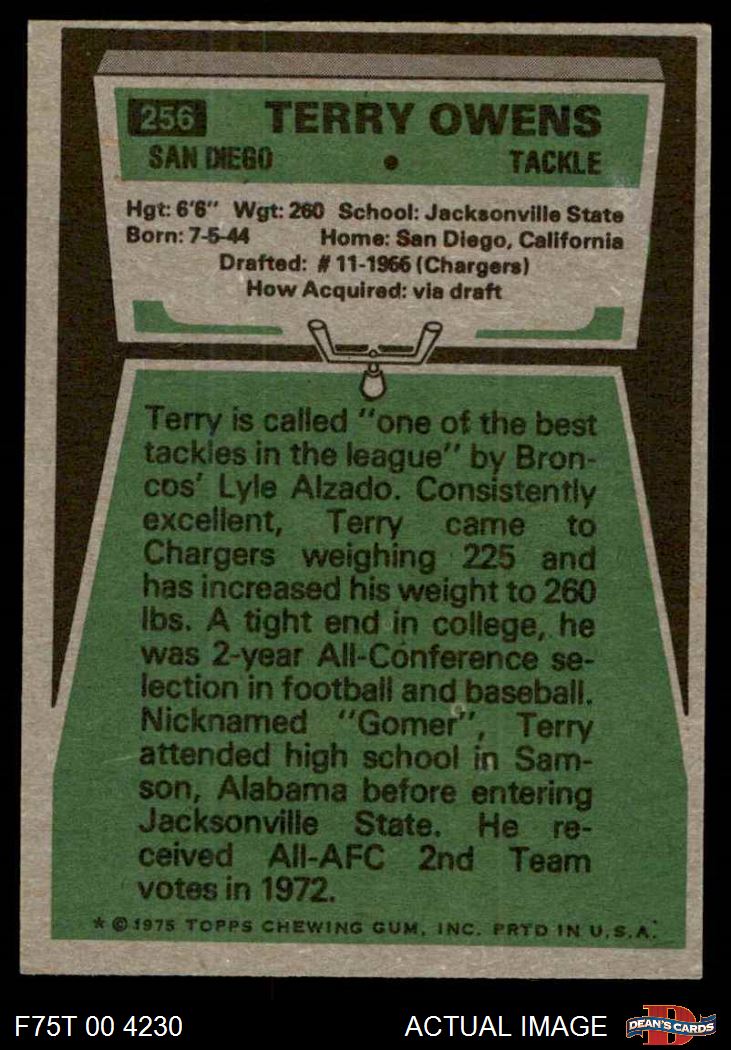 256 TERRY OWENS
SAN DIEGO • TACKLE
Hgt: 6'6" Wgt: 260 School: Jacksonville State
Born: 7-5-44 Home: San Diego, California
Drafted: #11-1966 (Chargers)
How Acquired: via draft
Terry is called "one of the best
tackles in the league" by Bron-
cos' Lyle Alzado. Consistently
excellent, Terry came to
Chargers weighing 225 and
has increased his weight to 260
lbs. A tight end in college, he
was 2-year All-Conference se-
lection in football and baseball.
Nicknamed "Gomer", Terry
attended high school in Sam-
son, Alabama before entering
Jacksonville State. He re-
ceived All-AFC 2nd Team
votes in 1972.
* © 1975 TOPPS CHEWING GUM, INC. PRTD IN U.S.A.
F75T 00 4230 ACTUAL IMAGE D DEAN'S CARDS